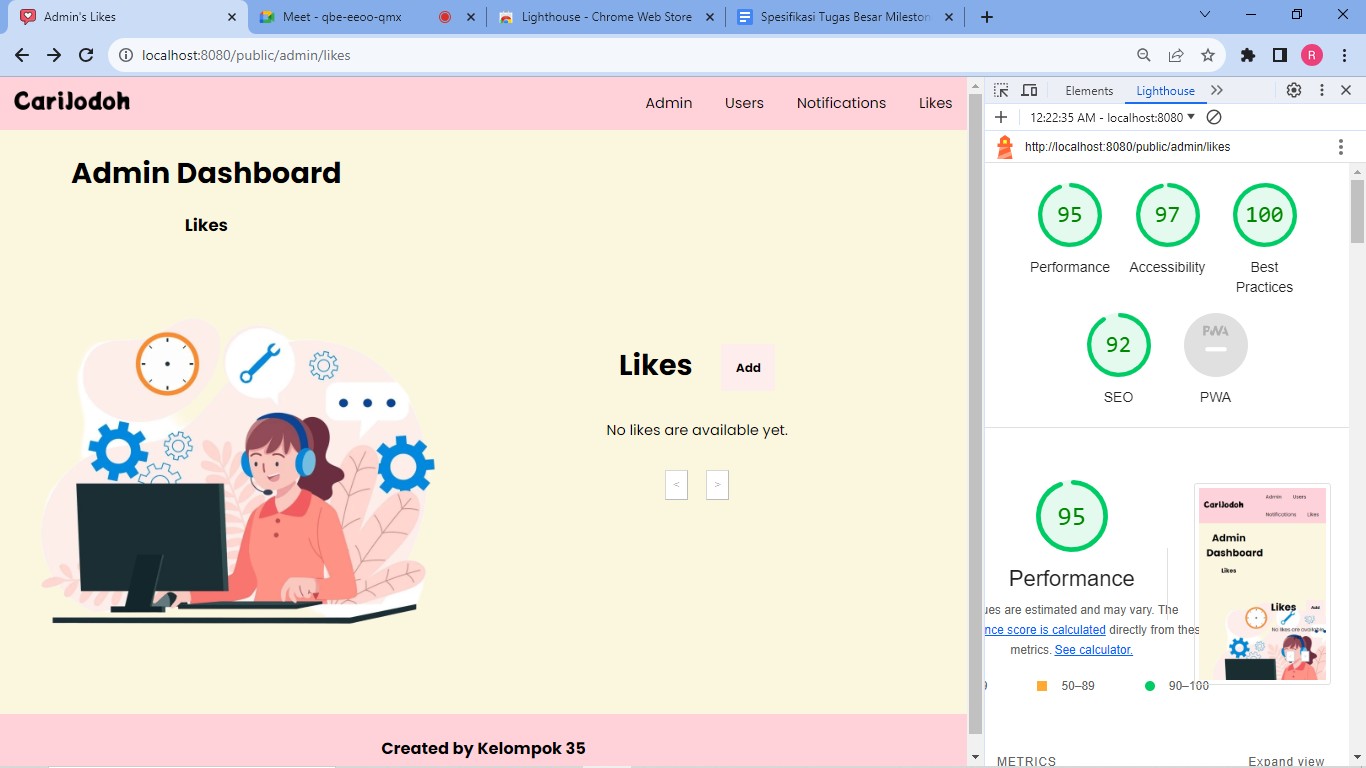 Admin's Likes
Meet - qbe-eeoo-qmx
Lighthouse - Chrome Web Store
Spesifikasi Tugas Besar Mileston
localhost:8080/public/admin/likes
R
CariJodoh
Admin Users Notifications Likes
Admin Dashboard
Likes
Likes
Add
No likes are available yet.
< >
Created by Kelompok 35
Elements Lighthouse
12:22:35 AM - localhost:8080
http://localhost:8080/public/admin/likes
95 97 100
Performance Accessibility Best
Practices
92 PWA
SEO PWA
95
Performance
ues are estimated and may vary. The
nce score is calculated directly from thes
metrics. See calculator.
9 50–89 90–100
CariJodoh
Admin Users
Notifications Likes
Admin
Dashboard
Likes
Likes
Add
No likes are available
METRICS
Expand view